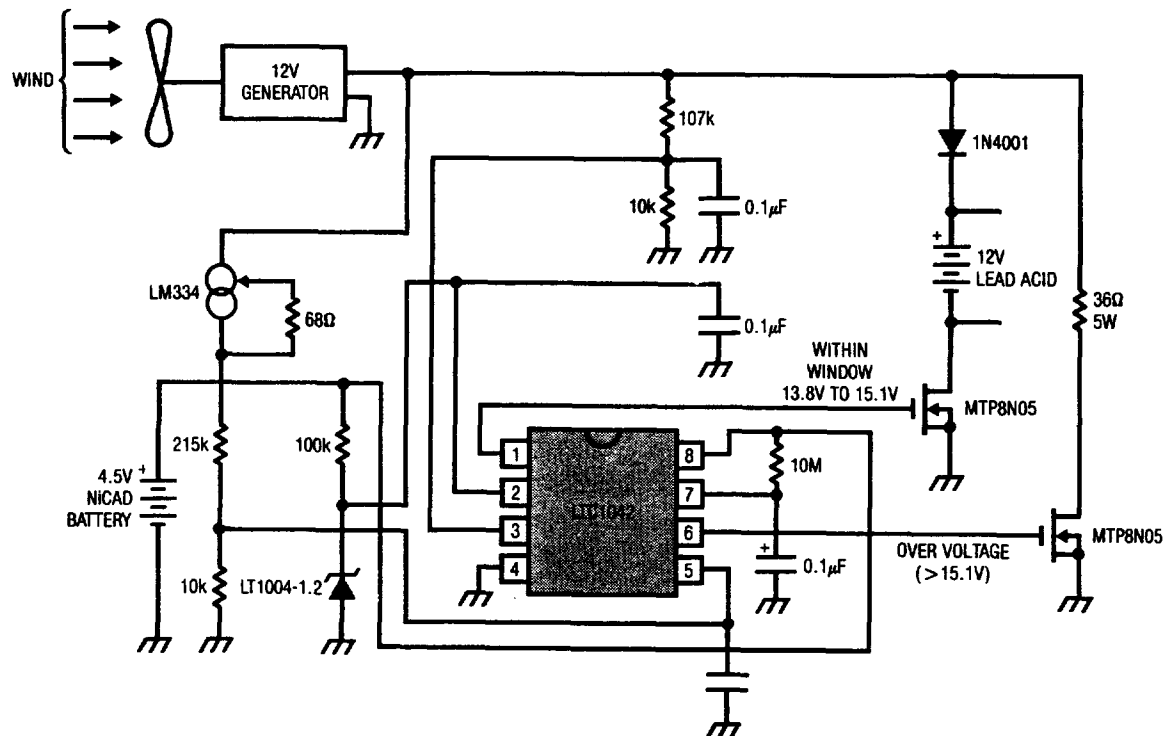 WIND
12V
GENERATOR
107k
1N4001
10k
0.1µF
+
12V
LEAD ACID
LM334
68Ω
0.1µF
36Ω
5W
WITHIN
WINDOW
13.8V TO 15.1V
MTP8N05
215k
100k
4.5V
NiCAD
BATTERY
+
1
2
3
4
LTC1042
8
7
6
5
10M
+
0.1µF
OVER VOLTAGE
(>15.1V)
MTP8N05
10k
LT1004-1.2